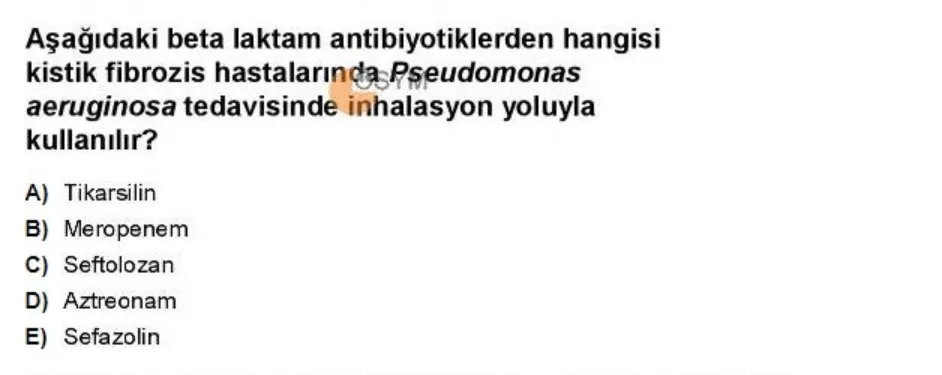 Aşağıdaki beta laktam antibiyotiklerden hangisi
kistik fibrozis hastalarında Pseudomonas
aeruginosa tedavisinde inhalasyon yoluyla
kullanılır?
A) Tikarsilin
B) Meropenem
C) Seftolozan
D) Aztreonam
E) Sefazolin
ÖSYM